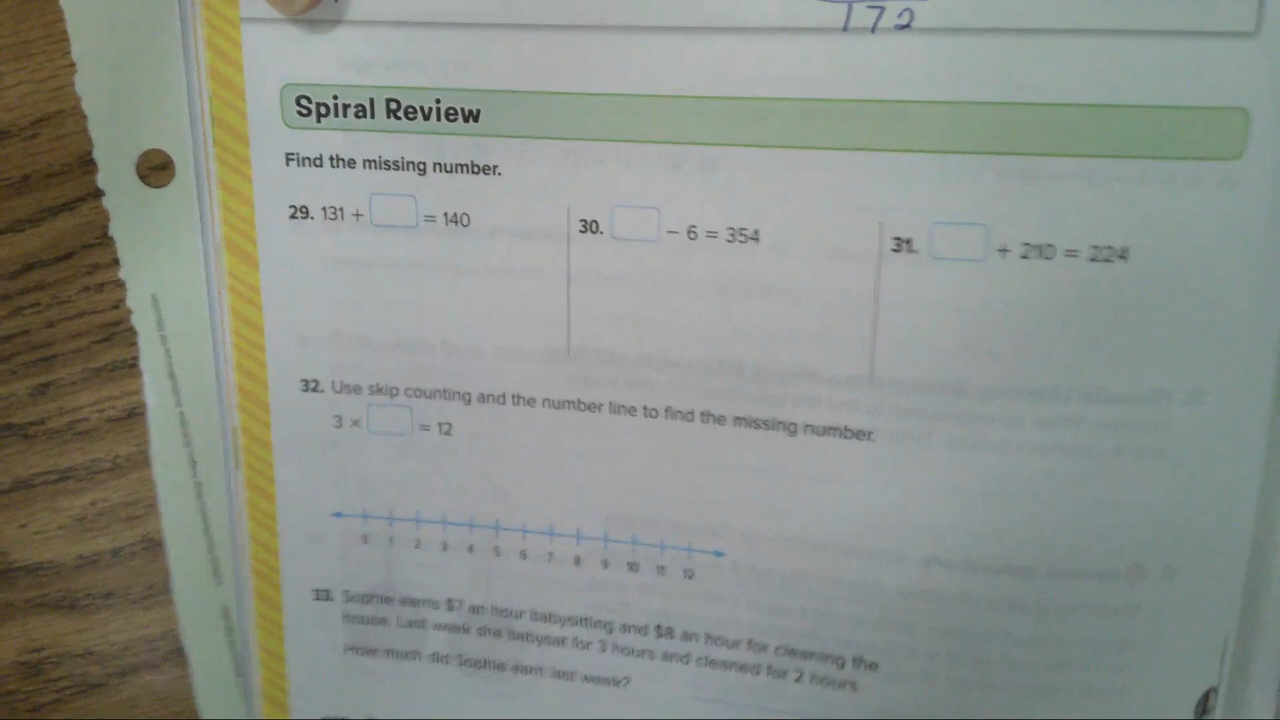 172
Spiral Review
Find the missing number.
29. 131 + = 140
30. − 6 = 354
31. + 210 = 224
32. Use skip counting and the number line to find the missing number.
3 × = 12
0 1 2 3 4 5 6 7 8 9 10 11 12
33. Sophie earns $7 an hour babysitting and $8 an hour for cleaning the
house. Last week she babysat for 3 hours and cleaned for 2 hours.
How much did Sophie earn last week?